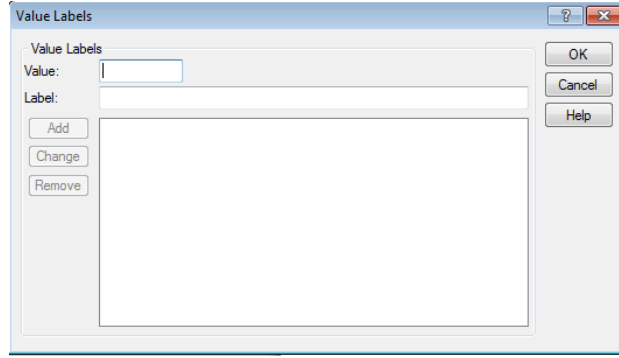 Value Labels
Value Labels
Value:
Label:
Add
Change
Remove
OK
Cancel
Help